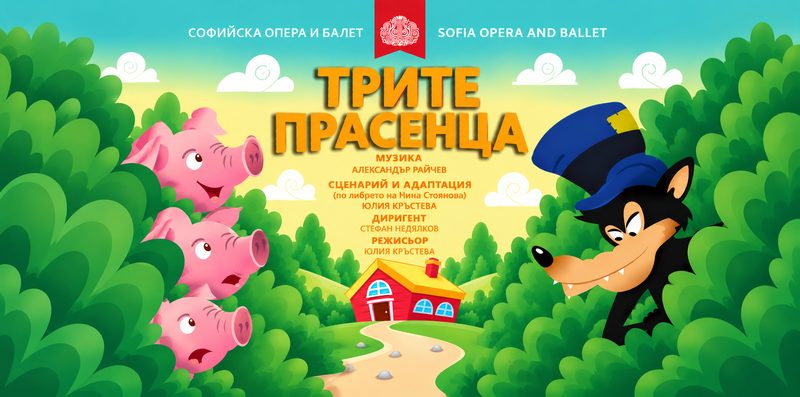 СОФИЙСКА ОПЕРА И БАЛЕТ
SOFIA OPERA AND BALLET
ТРИТЕ
ПРАСЕНЦА
МУЗИКА
АЛЕКСАНДЪР РАЙЧЕВ
СЦЕНАРИЙ И АДАПТАЦИЯ
(по либрето на Нина Стоянова)
ЮЛИЯ КРЪСТЕВА
ДИРИГЕНТ
СТЕФАН НЕДЯЛКОВ
РЕЖИСЬОР
ЮЛИЯ КРЪСТЕВА